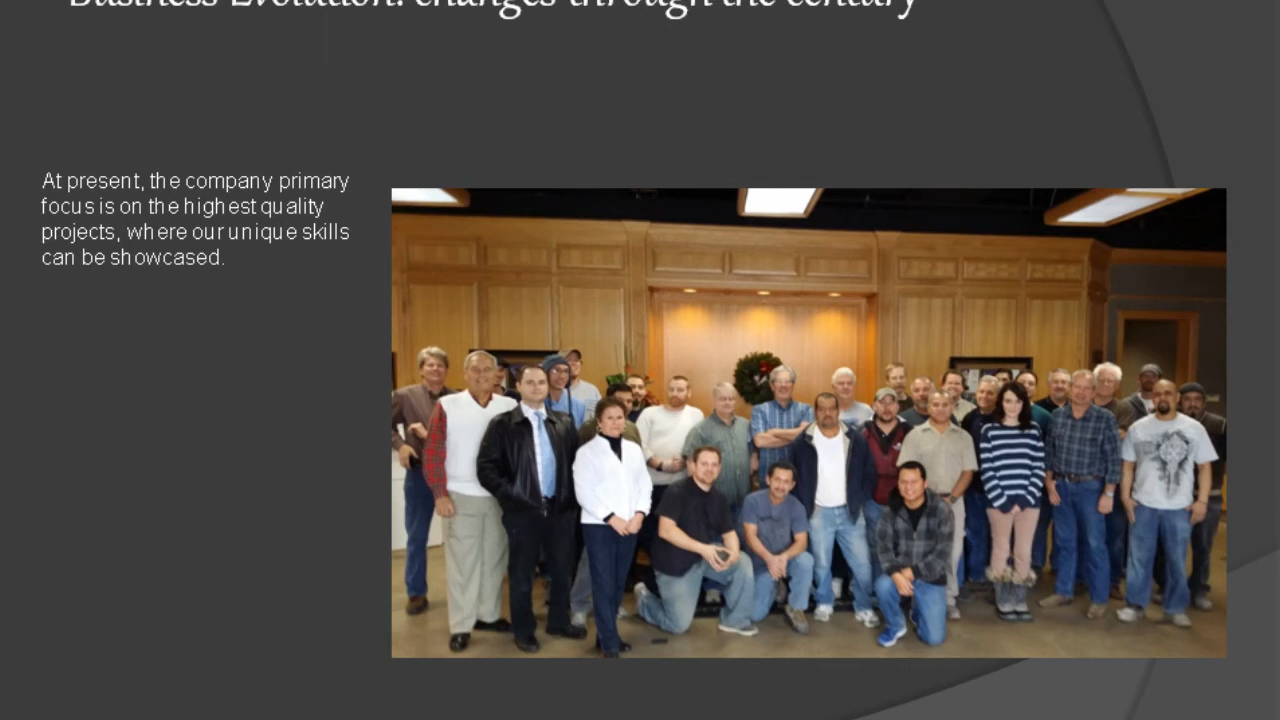 Business Evolution: changes through the century
At present, the company primary
focus is on the highest quality
projects, where our unique skills
can be showcased.